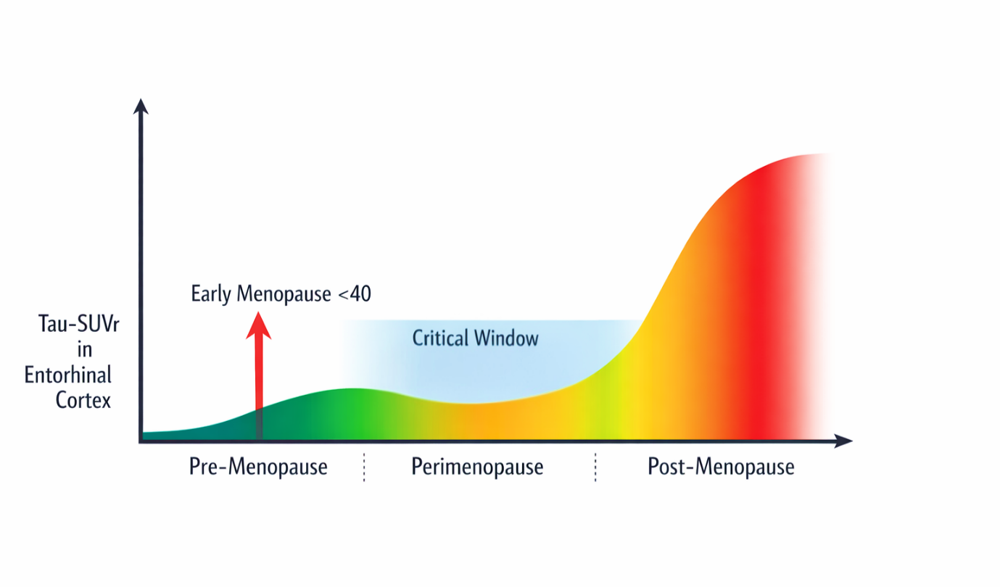 Early Menopause <40
Tau-SUVr
in
Entorhinal
Cortex
Critical Window
Pre-Menopause
Perimenopause
Post-Menopause